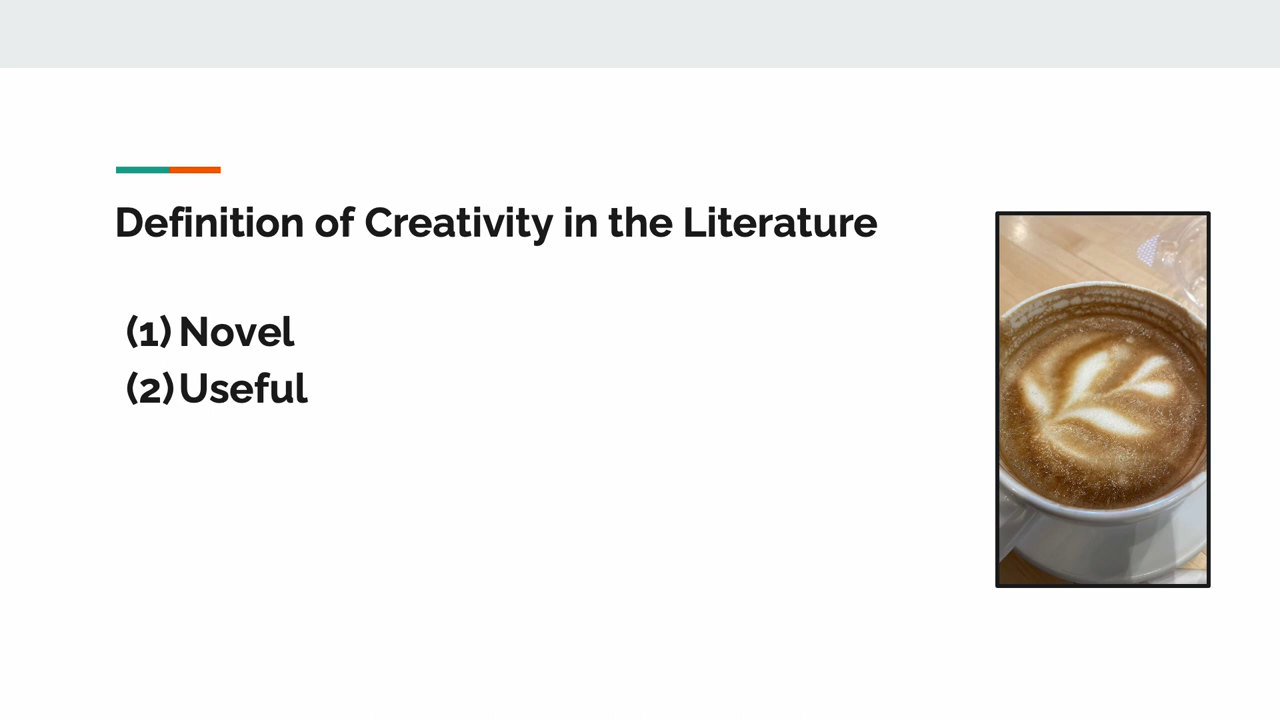 Definition of Creativity in the Literature
(1) Novel
(2) Useful